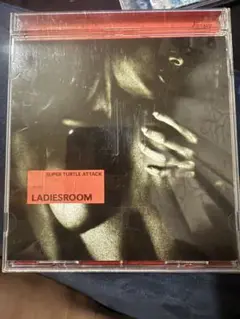 SUPER TURTLE ATTACK
LADIESROOM